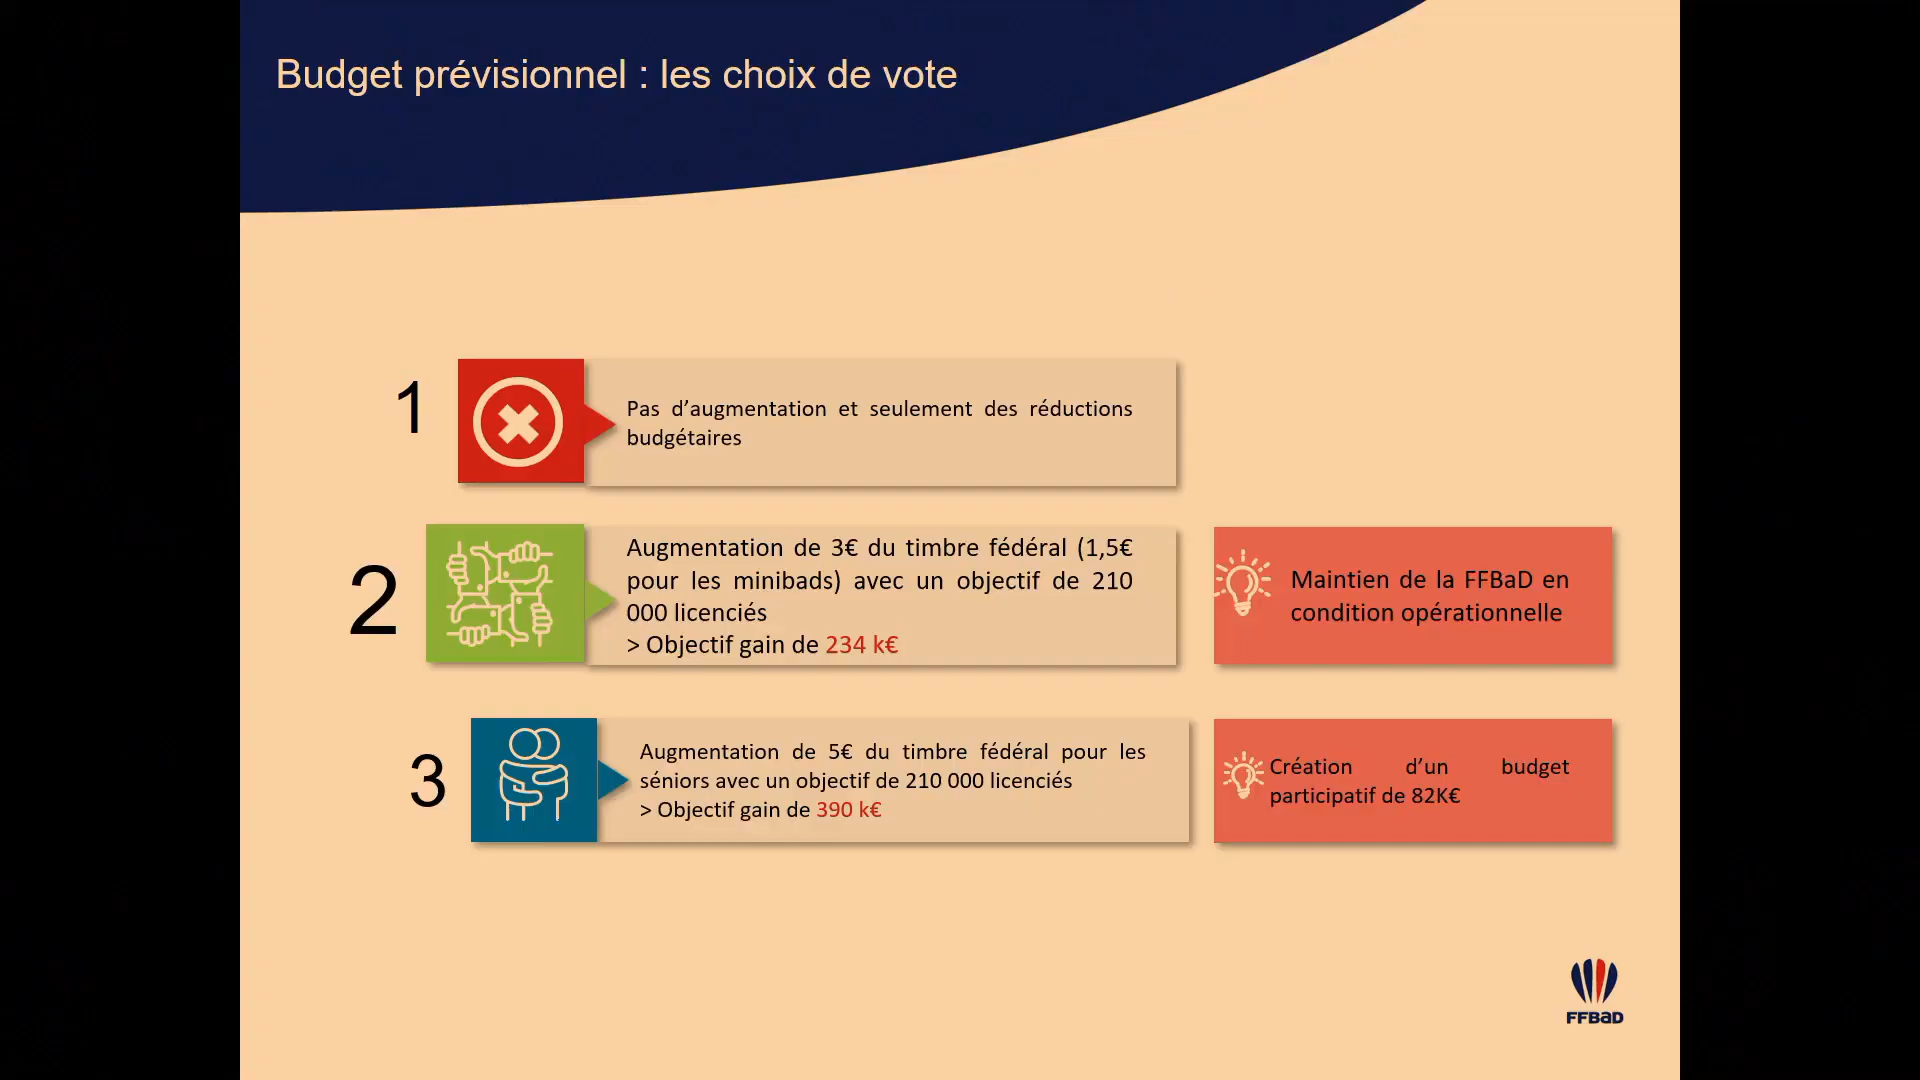 Budget prévisionnel : les choix de vote
1
Pas d’augmentation et seulement des réductions
budgétaires
2
Augmentation de 3€ du timbre fédéral (1,5€
pour les minibads) avec un objectif de 210
000 licenciés
> Objectif gain de 234 k€
Maintien de la FFBaD en
condition opérationnelle
3
Augmentation de 5€ du timbre fédéral pour les
séniors avec un objectif de 210 000 licenciés
> Objectif gain de 390 k€
Création d’un budget
participatif de 82K€
FFBaD